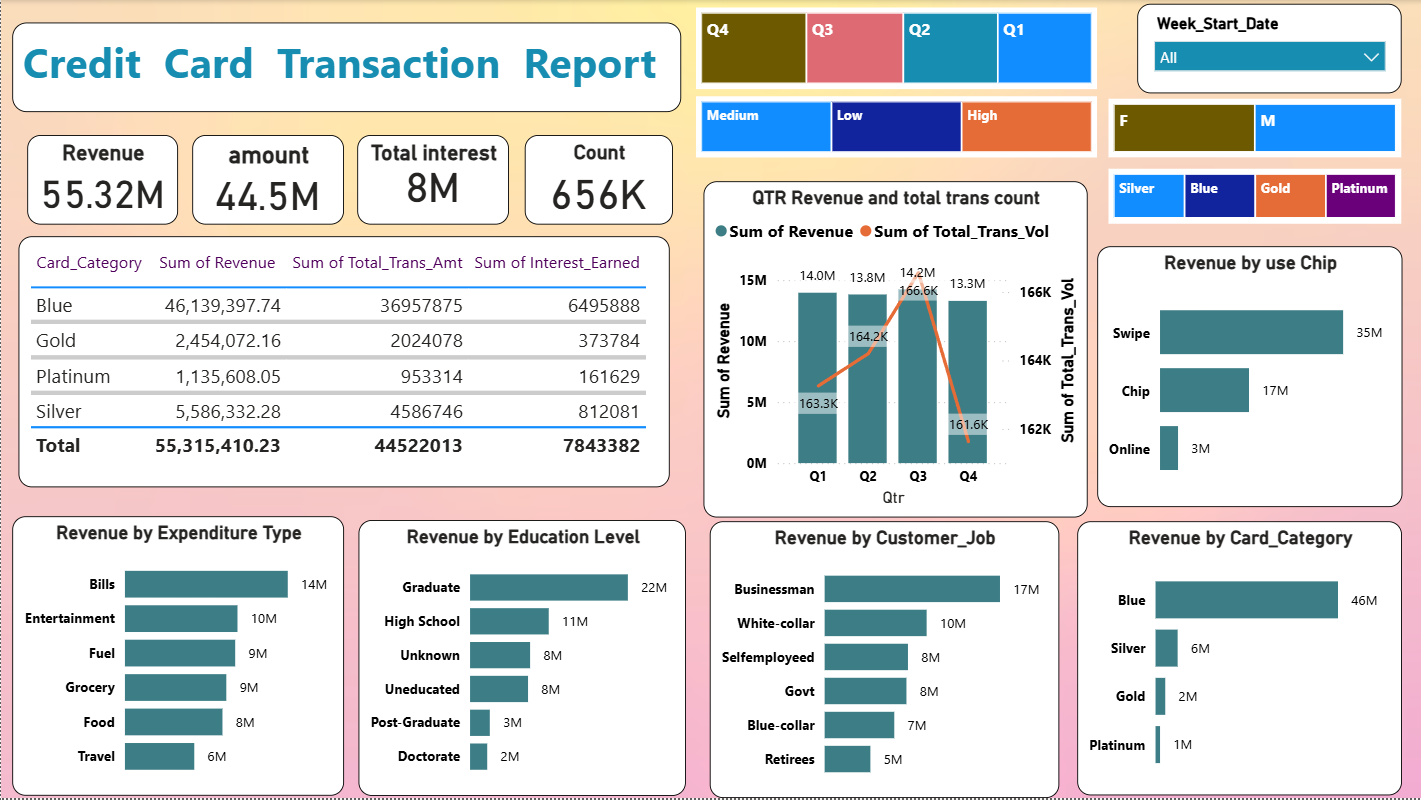 Credit Card Transaction Report
Q4 Q3 Q2 Q1
Medium Low High
Week_Start_Date
All
F M
Silver Blue Gold Platinum
Revenue
55.32M
amount
44.5M
Total interest
8M
Count
656K
Card_Category Sum of Revenue Sum of Total_Trans_Amt Sum of Interest_Earned
Blue 46,139,397.74 36957875 6495888
Gold 2,454,072.16 2024078 373784
Platinum 1,135,608.05 953314 161629
Silver 5,586,332.28 4586746 812081
Total 55,315,410.23 44522013 7843382
QTR Revenue and total trans count
Sum of Revenue Sum of Total_Trans_Vol
Sum of Revenue
15M
10M
5M
0M
14.0M 13.8M 14.2M 13.3M
163.3K 164.2K 166.6K 161.6K
166K
164K
162K
Sum of Total_Trans_Vol
Q1 Q2 Q3 Q4
Qtr
Revenue by use Chip
Swipe 35M
Chip 17M
Online 3M
Revenue by Expenditure Type
Bills 14M
Entertainment 10M
Fuel 9M
Grocery 9M
Food 8M
Travel 6M
Revenue by Education Level
Graduate 22M
High School 11M
Unknown 8M
Uneducated 8M
Post-Graduate 3M
Doctorate 2M
Revenue by Customer_Job
Businessman 17M
White-collar 10M
Selfemployeed 8M
Govt 8M
Blue-collar 7M
Retirees 5M
Revenue by Card_Category
Blue 46M
Silver 6M
Gold 2M
Platinum 1M